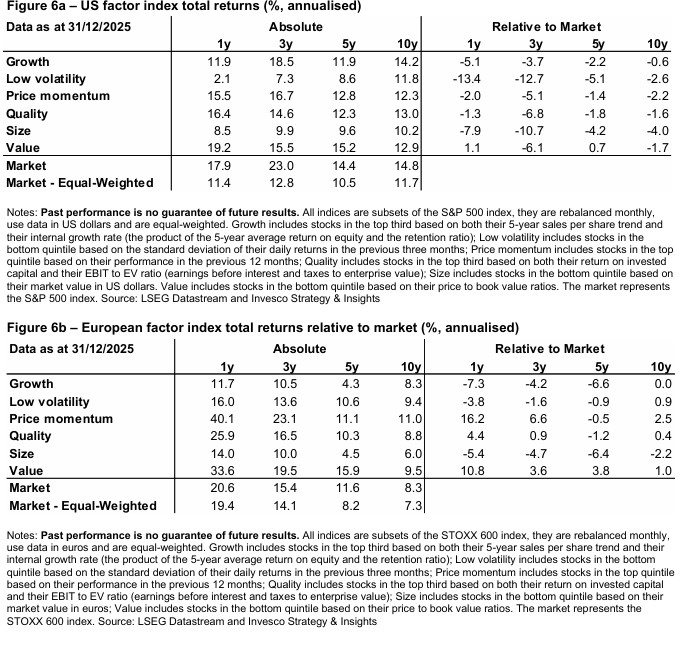 Figure 6a – US factor index total returns (%, annualised)
Data as at 31/12/2025 Absolute Relative to Market
1y 3y 5y 10y 1y 3y 5y 10y
Growth 11.9 18.5 11.9 14.2 -5.1 -3.7 -2.2 -0.6
Low volatility 2.1 7.3 8.6 11.8 -13.4 -12.7 -5.1 -2.6
Price momentum 15.5 16.7 12.8 12.3 -2.0 -5.1 -1.4 -2.2
Quality 16.4 14.6 12.3 13.0 -1.3 -6.8 -1.8 -1.6
Size 8.5 9.9 9.6 10.2 -7.9 -10.7 -4.2 -4.0
Value 19.2 15.5 15.2 12.9 1.1 -6.1 0.7 -1.7
Market 17.9 23.0 14.4 14.8
Market - Equal-Weighted 11.4 12.8 10.5 11.7
Notes: Past performance is no guarantee of future results. All indices are subsets of the S&P 500 index, they are rebalanced monthly,
use data in US dollars and are equal-weighted. Growth includes stocks in the top third based on both their 5-year sales per share trend and
their internal growth rate (the product of the 5-year average return on equity and the retention ratio); Low volatility includes stocks in the
bottom quintile based on the standard deviation of their daily returns in the previous three months; Price momentum includes stocks in the top
quintile based on their performance in the previous 12 months; Quality includes stocks in the top third based on both their return on invested
capital and their EBIT to EV ratio (earnings before interest and taxes to enterprise value); Size includes stocks in the bottom quintile based on
their market value in US dollars. Value includes stocks in the bottom quintile based on their price to book value ratios. The market represents
the S&P 500 index. Source: LSEG Datastream and Invesco Strategy & Insights
Figure 6b – European factor index total returns relative to market (%, annualised)
Data as at 31/12/2025 Absolute Relative to Market
1y 3y 5y 10y 1y 3y 5y 10y
Growth 11.7 10.5 4.3 8.3 -7.3 -4.2 -6.6 0.0
Low volatility 16.0 13.6 10.6 9.4 -3.8 -1.6 -0.9 0.9
Price momentum 40.1 23.1 11.1 11.0 16.2 6.6 -0.5 2.5
Quality 25.9 16.5 10.3 8.8 4.4 0.9 -1.2 0.4
Size 14.0 10.0 4.5 6.0 -5.4 -4.7 -6.4 -2.2
Value 33.6 19.5 15.9 9.5 10.8 3.6 3.8 1.0
Market 20.6 15.4 11.6 8.3
Market - Equal-Weighted 19.4 14.1 8.2 7.3
Notes: Past performance is no guarantee of future results. All indices are subsets of the STOXX 600 index, they are rebalanced monthly,
use data in euros and are equal-weighted. Growth includes stocks in the top third based on both their 5-year sales per share trend and their
internal growth rate (the product of the 5-year average return on equity and the retention ratio); Low volatility includes stocks in the bottom
quintile based on the standard deviation of their daily returns in the previous three months; Price momentum includes stocks in the top quintile
based on their performance in the previous 12 months; Quality includes stocks in the top third based on both their return on invested capital
and their EBIT to EV ratio (earnings before interest and taxes to enterprise value); Size includes stocks in the bottom quintile based on their
market value in euros; Value includes stocks in the bottom quintile based on their price to book value ratios. The market represents the
STOXX 600 index. Source: LSEG Datastream and Invesco Strategy & Insights